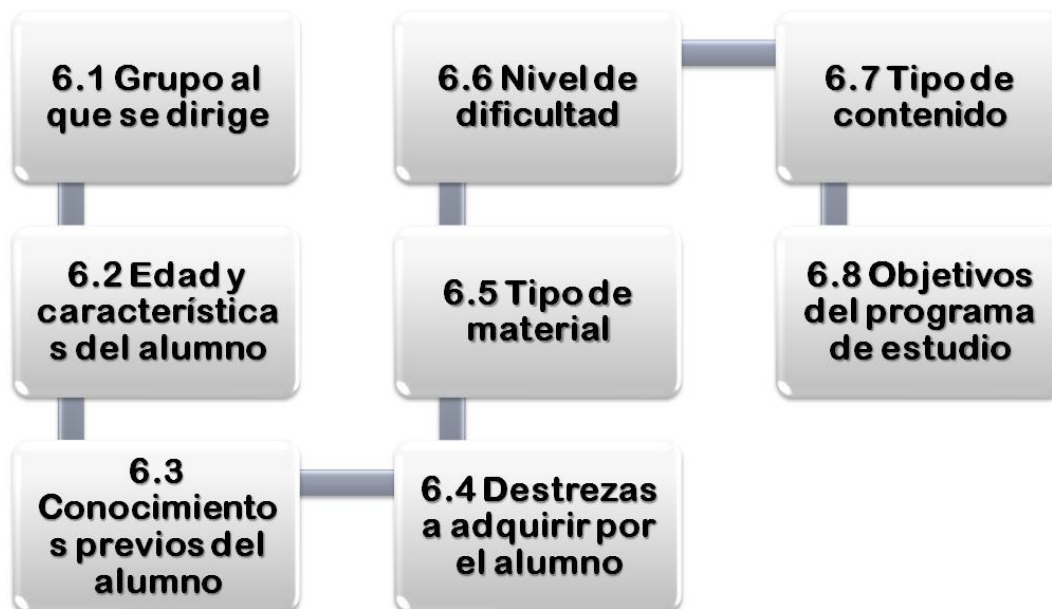 6.1 Grupo al
que se dirige
6.2 Edad y
característica
s del alumno
6.3
Conocimiento
s previos del
alumno
6.4 Destrezas
a adquirir por
el alumno
6.5 Tipo de
material
6.6 Nivel de
dificultad
6.7 Tipo de
contenido
6.8 Objetivos
del programa
de estudio